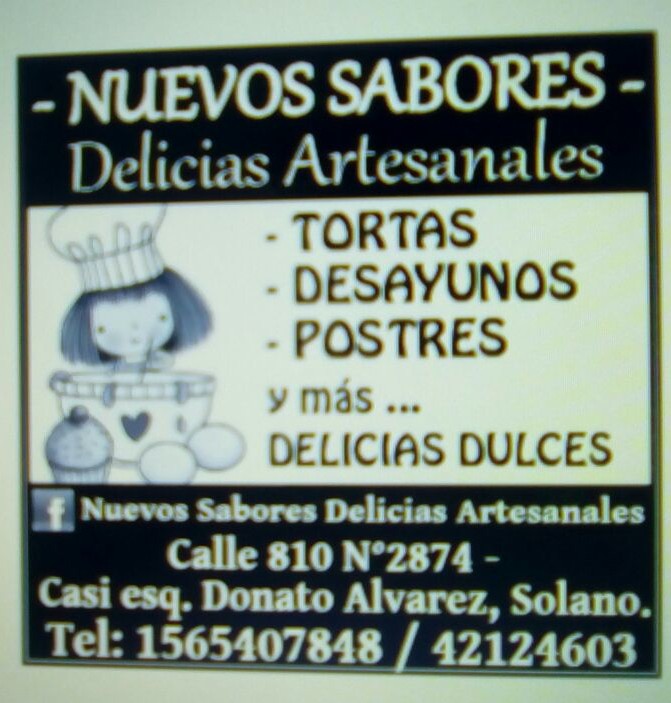 - NUEVOS SABORES -
Delicias Artesanales
- TORTAS
- DESAYUNOS
- POSTRES
y más ...
DELICIAS DULCES
f Nuevos Sabores Delicias Artesanales
Calle 810 N°2874 -
Casi esq. Donato Alvarez, Solano.
Tel: 1565407848 / 42124603